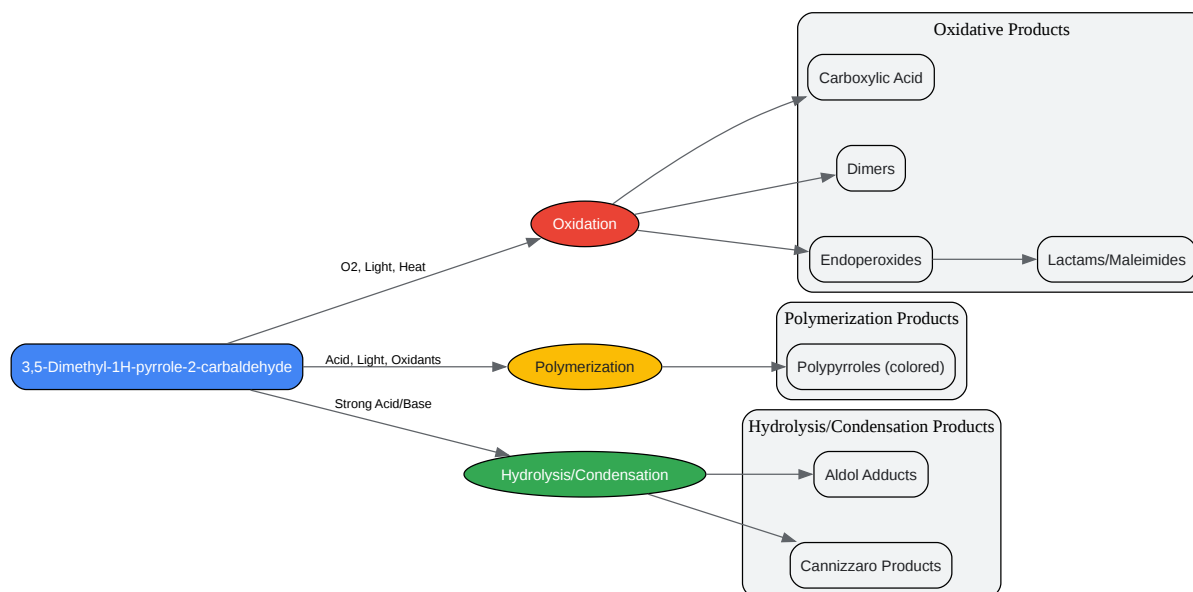 Oxidative Products
Carboxylic Acid
Dimers
Oxidation
Endoperoxides
Lactams/Maleimides
O2, Light, Heat
Polymerization Products
3,5-Dimethyl-1H-pyrrole-2-carbaldehyde
Acid, Light, Oxidants
Polymerization
Polypyrroles (colored)
Strong Acid/Base
Hydrolysis/Condensation Products
Hydrolysis/Condensation
Aldol Adducts
Cannizzaro Products